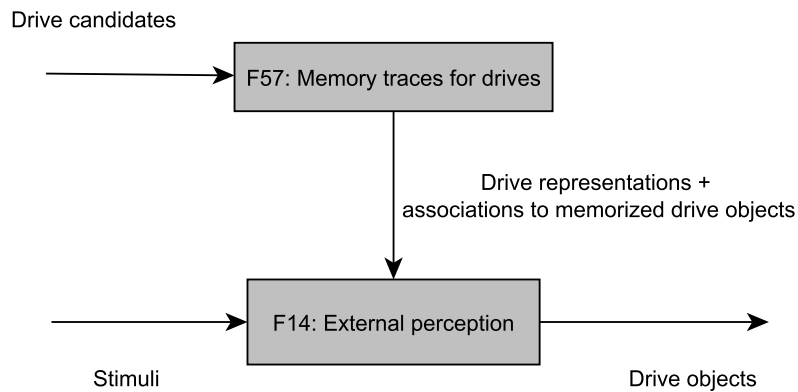 Drive candidates
F57: Memory traces for drives
Drive representations +
associations to memorized drive objects
F14: External perception
Stimuli
Drive objects